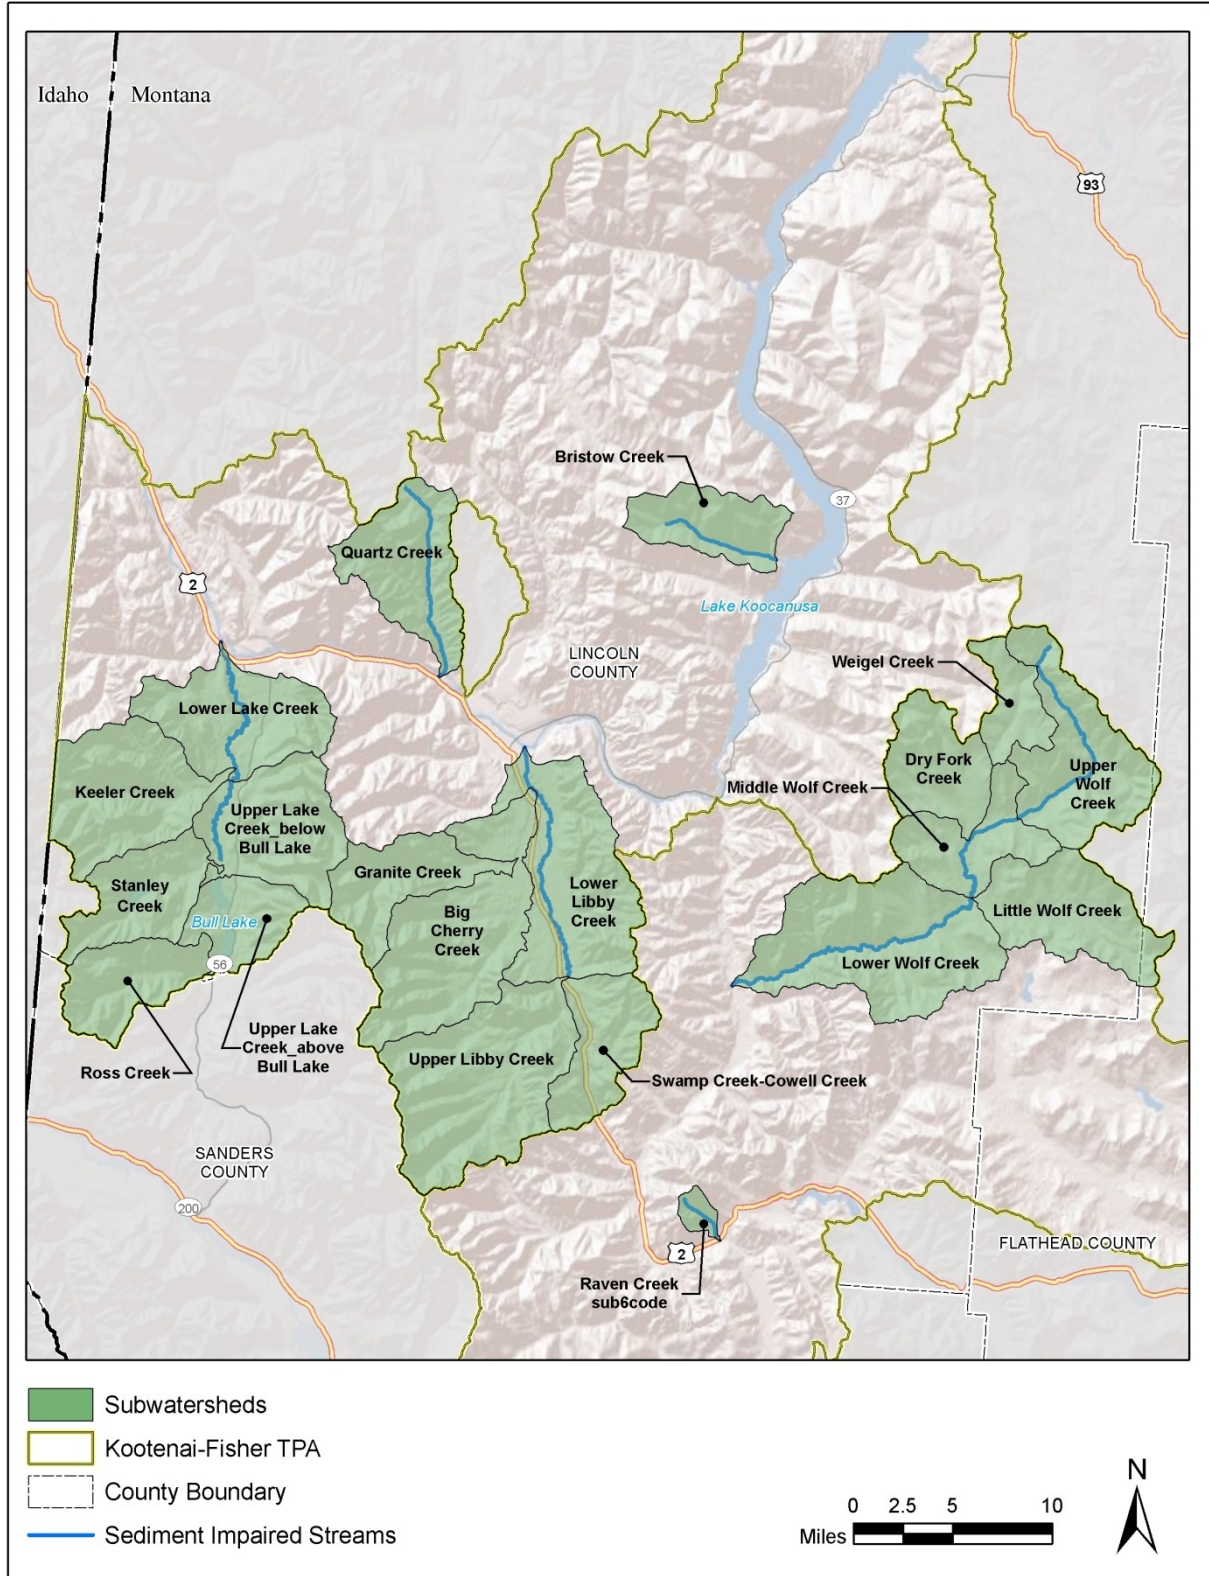 Idaho
Montana
93
Bristow Creek
37
Quartz Creek
2
Lake Koocanusa
LINCOLN
COUNTY
Weigel Creek
Lower Lake Creek
Dry Fork
Creek
Upper
Wolf
Creek
Middle Wolf Creek
Keeler Creek
Upper Lake
Creek_below
Bull Lake
Granite Creek
Stanley
Creek
Lower
Libby
Creek
Big
Cherry
Creek
Little Wolf Creek
Bull Lake
56
Lower Wolf Creek
Upper Lake
Creek_above
Bull Lake
Ross Creek
Upper Libby Creek
Swamp Creek-Cowell Creek
SANDERS
COUNTY
200
2
FLATHEAD COUNTY
Raven Creek
sub6code
Subwatersheds
Kootenai-Fisher TPA
County Boundary
Sediment Impaired Streams
N
0 2.5 5 10
Miles